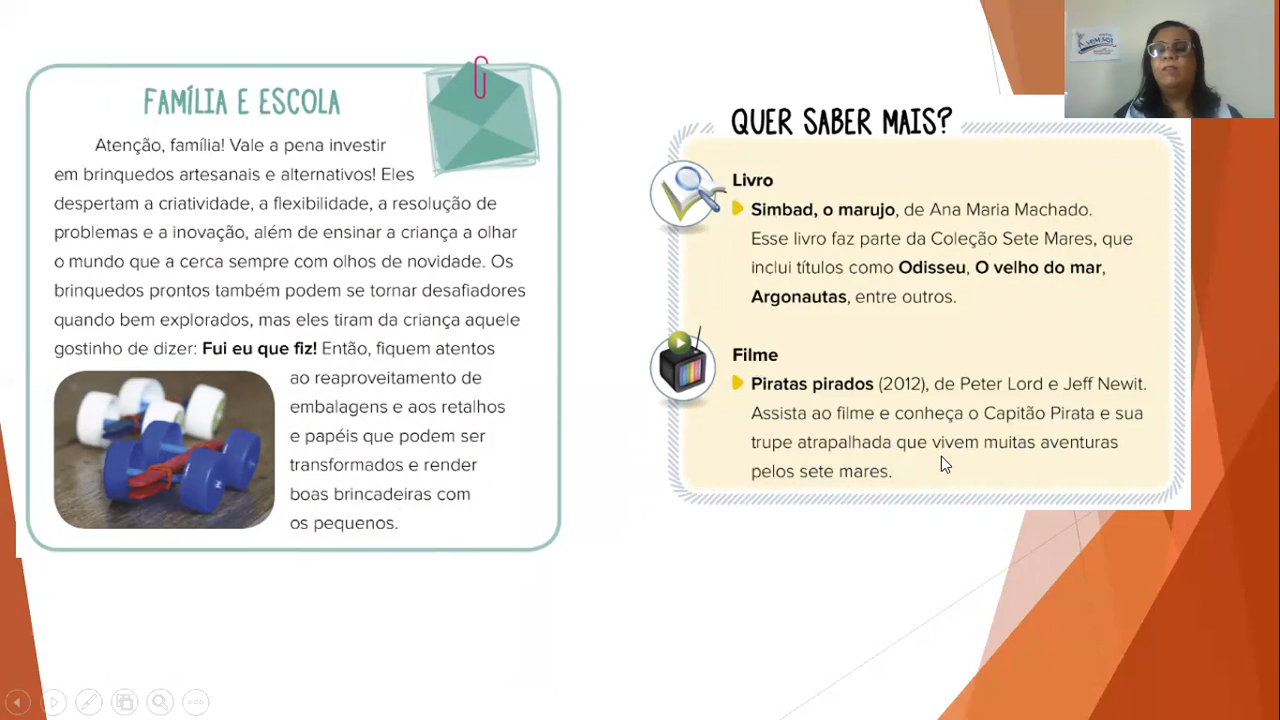 FAMÍLIA E ESCOLA
Atenção, família! Vale a pena investir
em brinquedos artesanais e alternativos! Eles
despertam a criatividade, a flexibilidade, a resolução de
problemas e a inovação, além de ensinar a criança a olhar
o mundo que a cerca sempre com olhos de novidade. Os
brinquedos prontos também podem se tornar desafiadores
quando bem explorados, mas eles tiram da criança aquele
gostinho de dizer: Fui eu que fiz! Então, fiquem atentos
ao reaproveitamento de
embalagens e aos retalhos
e papéis que podem ser
transformados e render
boas brincadeiras com
os pequenos.
QUER SABER MAIS?
Livro
Simbad, o marujo, de Ana Maria Machado.
Esse livro faz parte da Coleção Sete Mares, que
inclui títulos como Odisseu, O velho do mar,
Argonautas, entre outros.
Filme
Piratas pirados (2012), de Peter Lord e Jeff Newit.
Assista ao filme e conheça o Capitão Pirata e sua
trupe atrapalhada que vivem muitas aventuras
pelos sete mares.